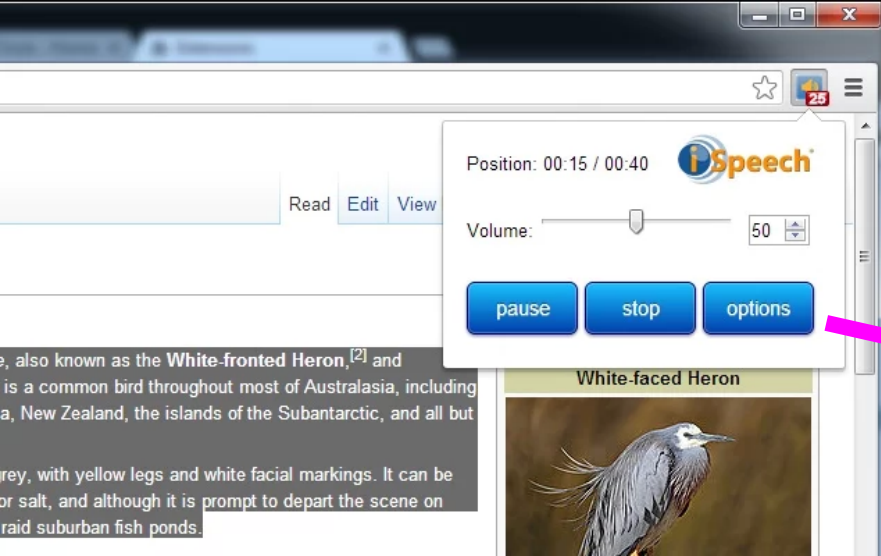 25
Position: 00:15 / 00:40
iSpeech
Read Edit View
Volume: 50
pause stop options
e, also known as the White-fronted Heron,[2] and
is a common bird throughout most of Australasia, including
a, New Zealand, the islands of the Subantarctic, and all but
White-faced Heron
grey, with yellow legs and white facial markings. It can be
or salt, and although it is prompt to depart the scene on
raid suburban fish ponds.